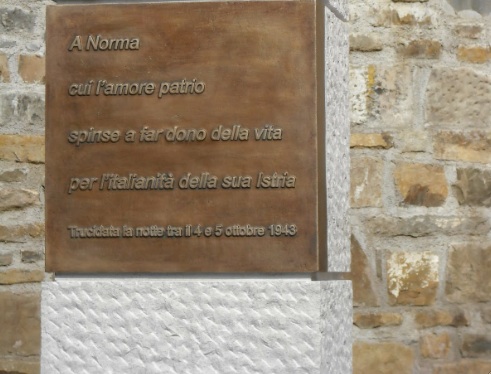 A Norma
cui l'amore patrio
spinse a far dono della vita
per l'italianità della sua Istria
Trucidata la notte tra il 4 e 5 ottobre 1943